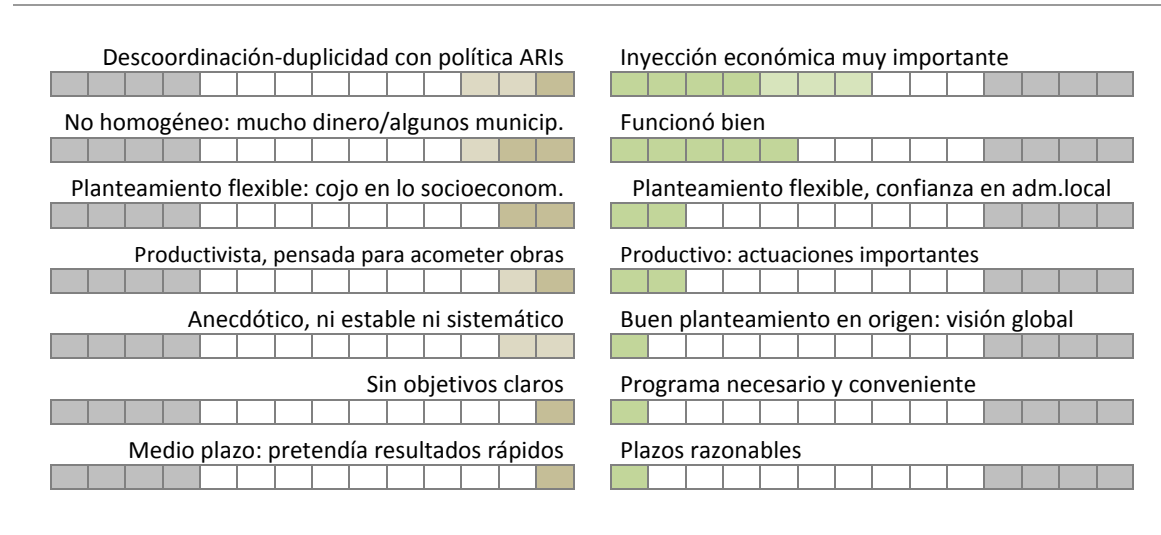 Descoordinación-duplicidad con política ARIs
Inyección económica muy importante
No homogéneo: mucho dinero/algunos municip.
Funcionó bien
Planteamiento flexible: cojo en lo socioeconom.
Planteamiento flexible, confianza en adm.local
Productivista, pensada para acometer obras
Productivo: actuaciones importantes
Anecdótico, ni estable ni sistemático
Buen planteamiento en origen: visión global
Sin objetivos claros
Programa necesario y conveniente
Medio plazo: pretendía resultados rápidos
Plazos razonables